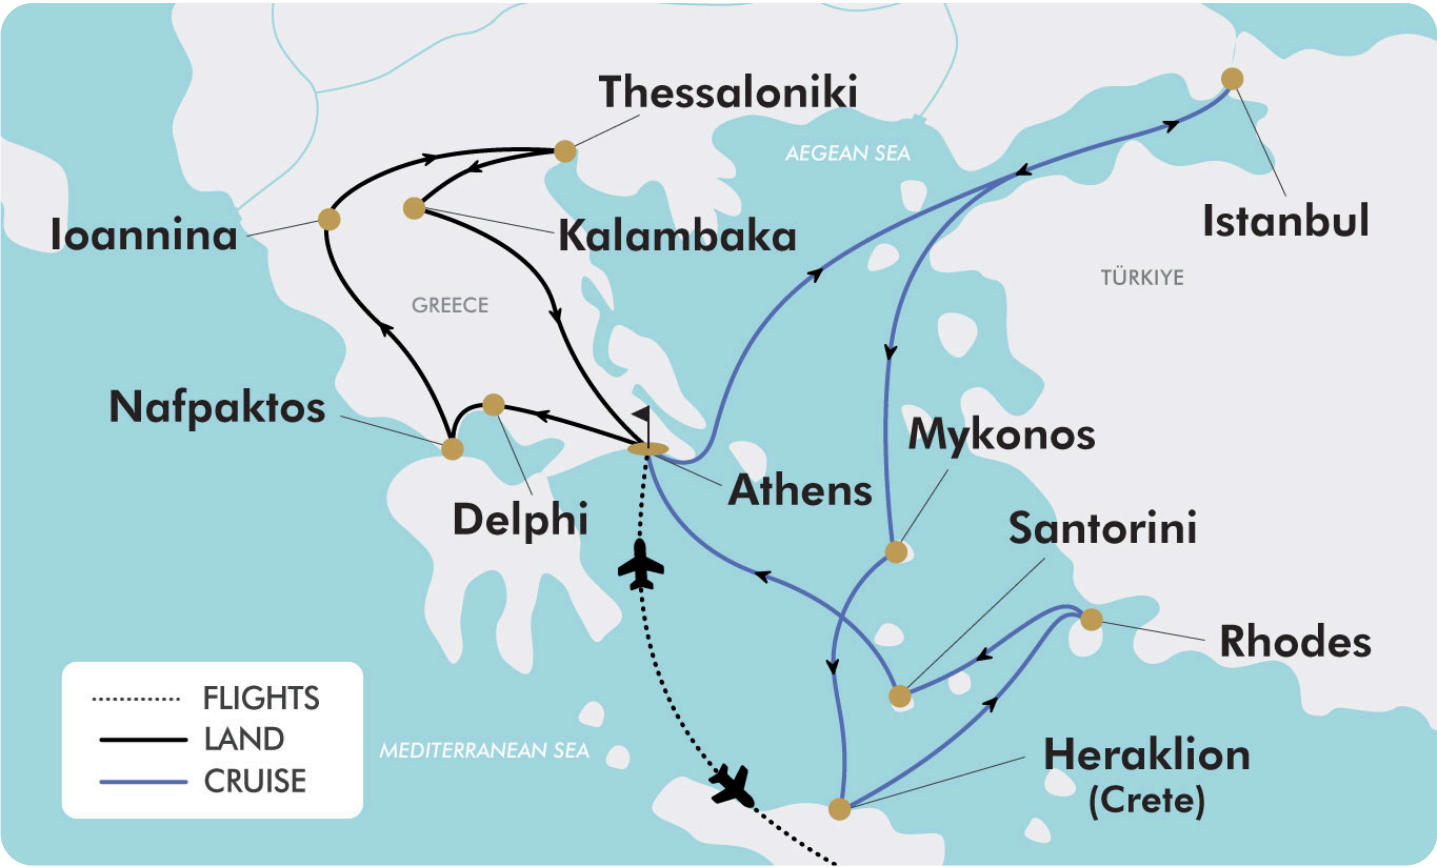 Thessaloniki
AEGEAN SEA
Ioannina
Kalambaka
Istanbul
TÜRKIYE
GREECE
Nafpaktos
Mykonos
Athens
Delphi
Santorini
Rhodes
FLIGHTS
LAND
CRUISE
MEDITERRANEAN SEA
Heraklion
(Crete)